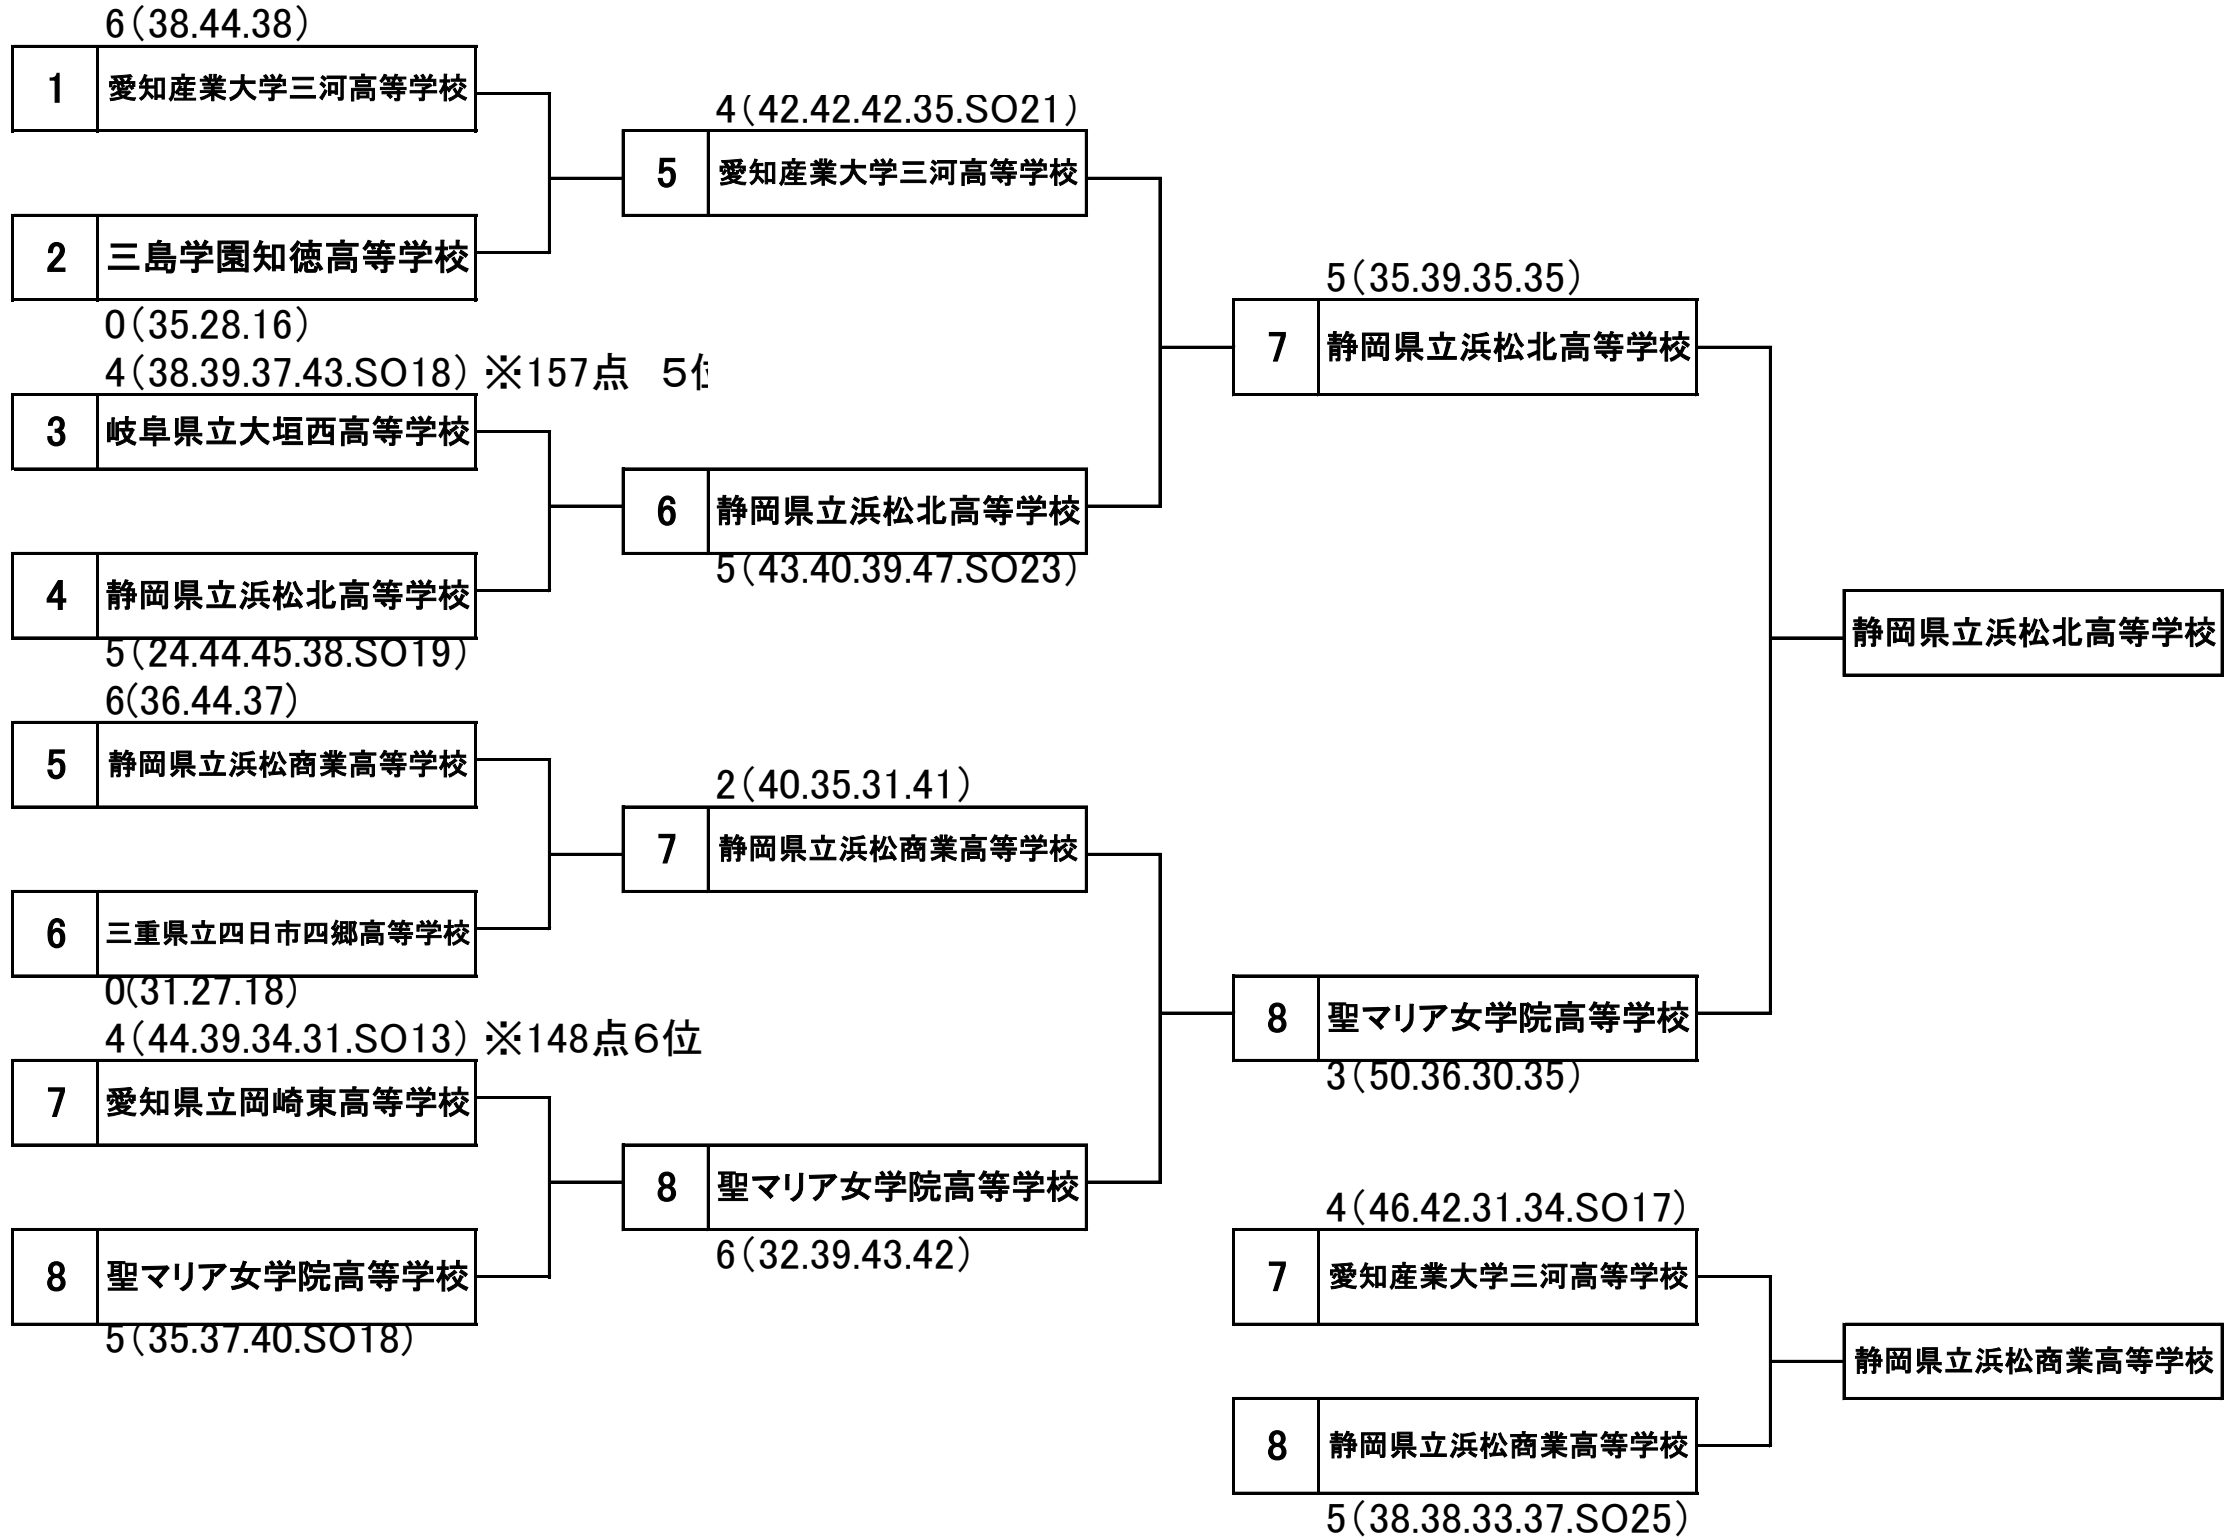 6（38.44.38）
1 愛知産業大学三河高等学校
4（42.42.42.35.SO21）
5 愛知産業大学三河高等学校
2 三島学園知徳高等学校
0（35.28.16）
5（35.39.35.35）
7 静岡県立浜松北高等学校
4（38.39.37.43.SO18）※157点　５位
3 岐阜県立大垣西高等学校
6 静岡県立浜松北高等学校
5（43.40.39.47.SO23）
4 静岡県立浜松北高等学校
5（24.44.45.38.SO19）
静岡県立浜松北高等学校
6(36.44.37)
5 静岡県立浜松商業高等学校
2（40.35.31.41）
7 静岡県立浜松商業高等学校
6 三重県立四日市四郷高等学校
0(31.27.18)
8 聖マリア女学院高等学校
3（50.36.30.35）
4（44.39.34.31.SO13）※148点６位
7 愛知県立岡崎東高等学校
8 聖マリア女学院高等学校
6（32.39.43.42）
8 聖マリア女学院高等学校
5（35.37.40.SO18）
4（46.42.31.34.SO17）
7 愛知産業大学三河高等学校
静岡県立浜松商業高等学校
8 静岡県立浜松商業高等学校
5（38.38.33.37.SO25）